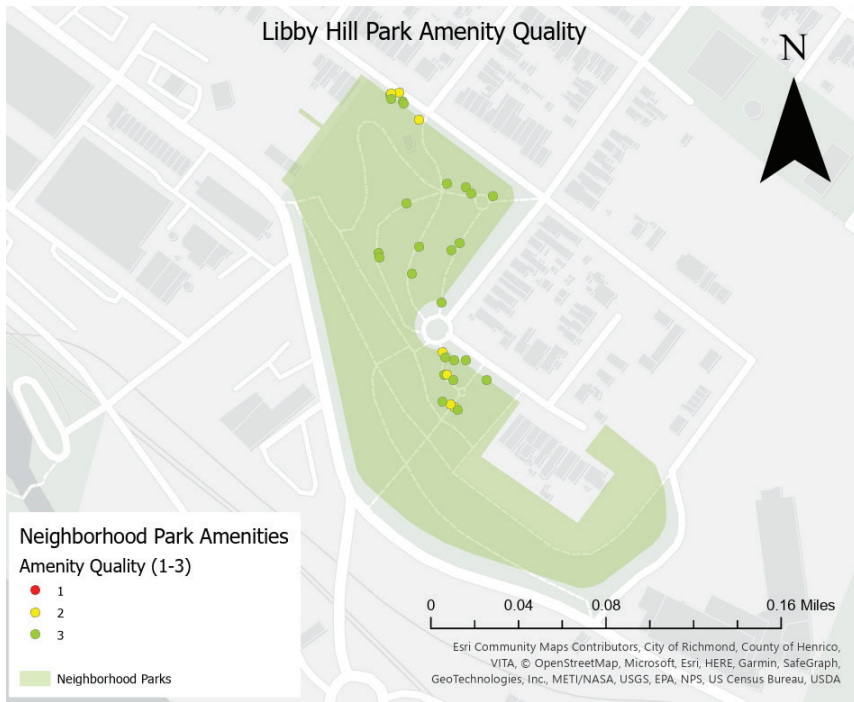 Libby Hill Park Amenity Quality
N
Neighborhood Park Amenities
Amenity Quality (1-3)
1
2
3
Neighborhood Parks
0 0.04 0.08 0.16 Miles
Esri Community Maps Contributors, City of Richmond, County of Henrico,
VITA, © OpenStreetMap, Microsoft, Esri, HERE, Garmin, SafeGraph,
GeoTechnologies, Inc., METI/NASA, USGS, EPA, NPS, US Census Bureau, USDA